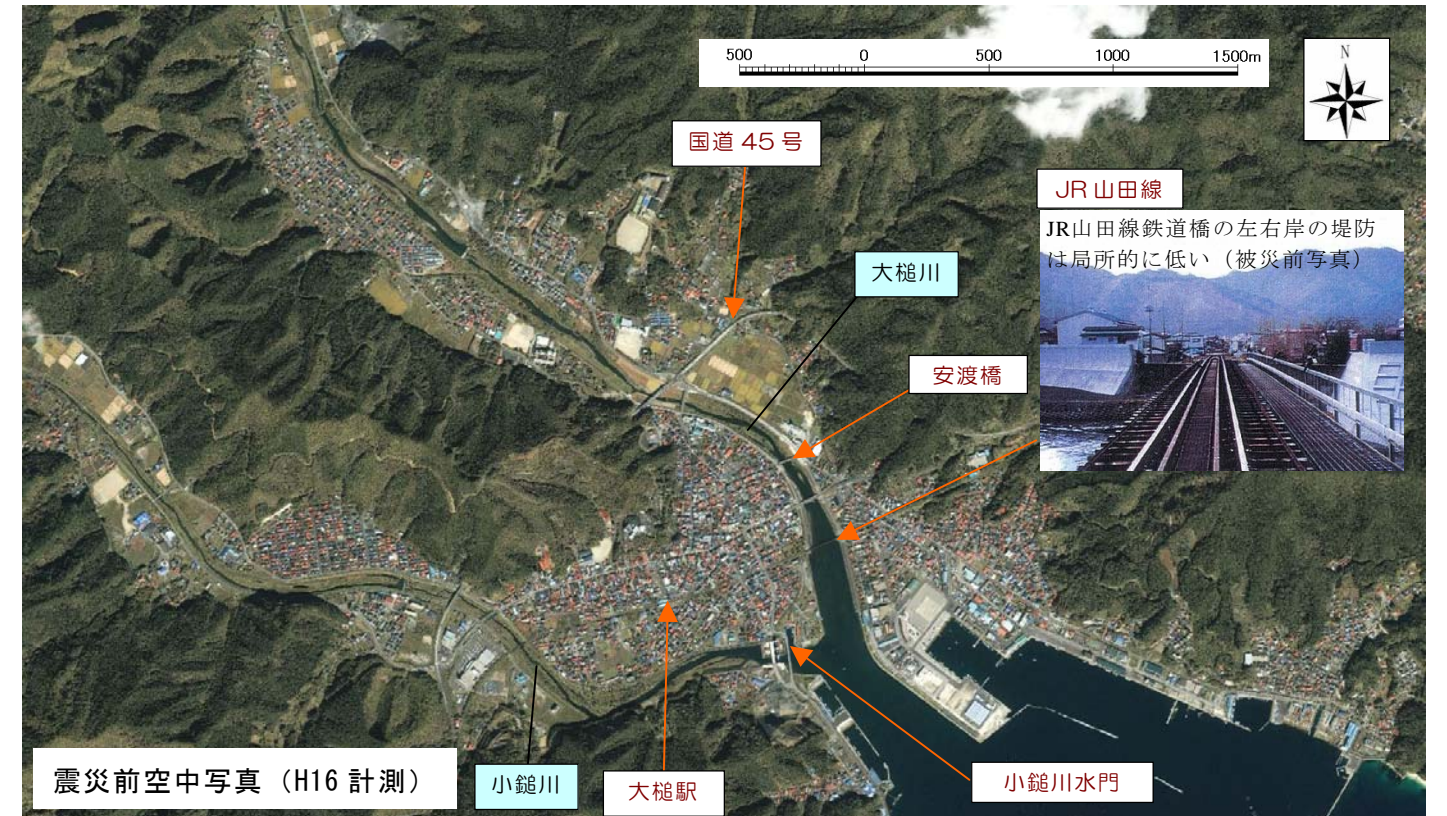 500 0 500 1000 1500m
N
国道 45 号
JR 山田線
JR山田線鉄道橋の左右岸の堤防
は局所的に低い（被災前写真）
大槌川
安渡橋
震災前空中写真（H16 計測）
小鎚川
大槌駅
小鎚川水門